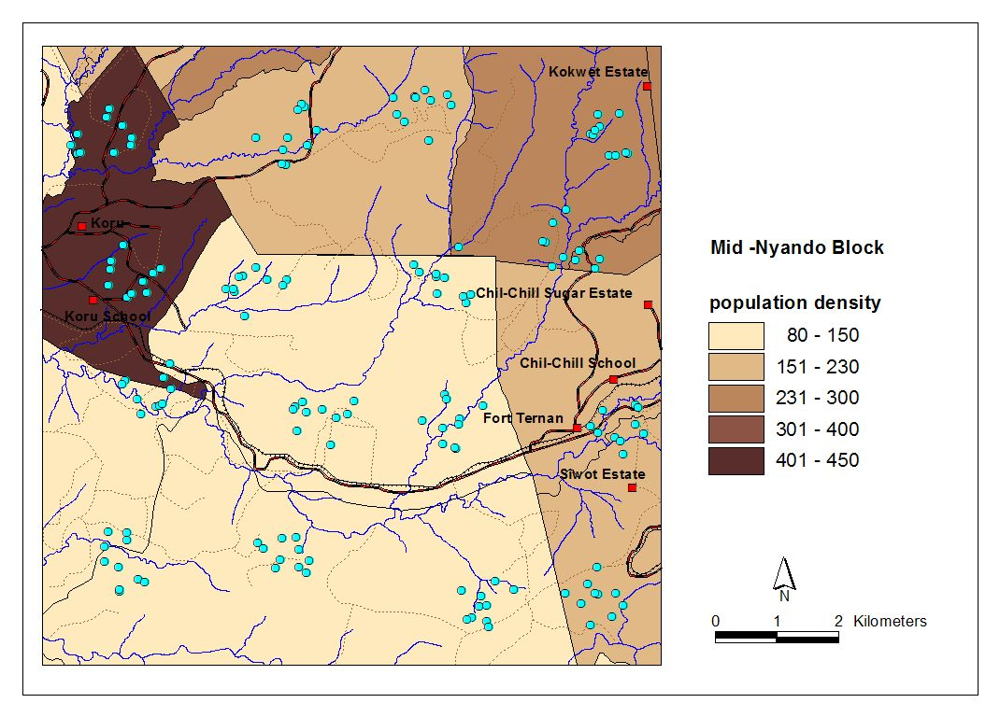 Kokwet Estate
Koru
Mid -Nyando Block
Chil-Chill Sugar Estate
population density
Koru School
80 - 150
Chil-Chill School
151 - 230
231 - 300
Fort Ternan
301 - 400
401 - 450
Siwot Estate
N
0 1 2 Kilometers